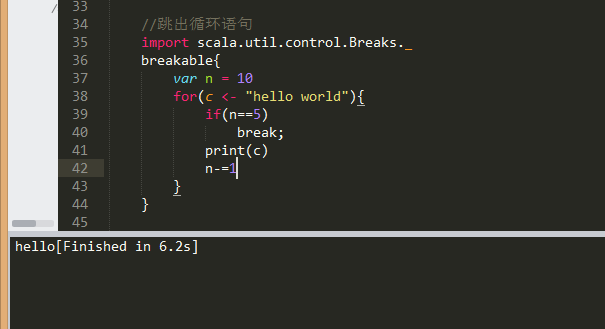 /
33
34 //跳出循环语句
35 import scala.util.control.Breaks._
36 breakable{
37 var n = 10
38 for(c <- "hello world"){
39 if(n==5)
40 break;
41 print(c)
42 n-=1
43 }
44 }
45
hello[Finished in 6.2s]